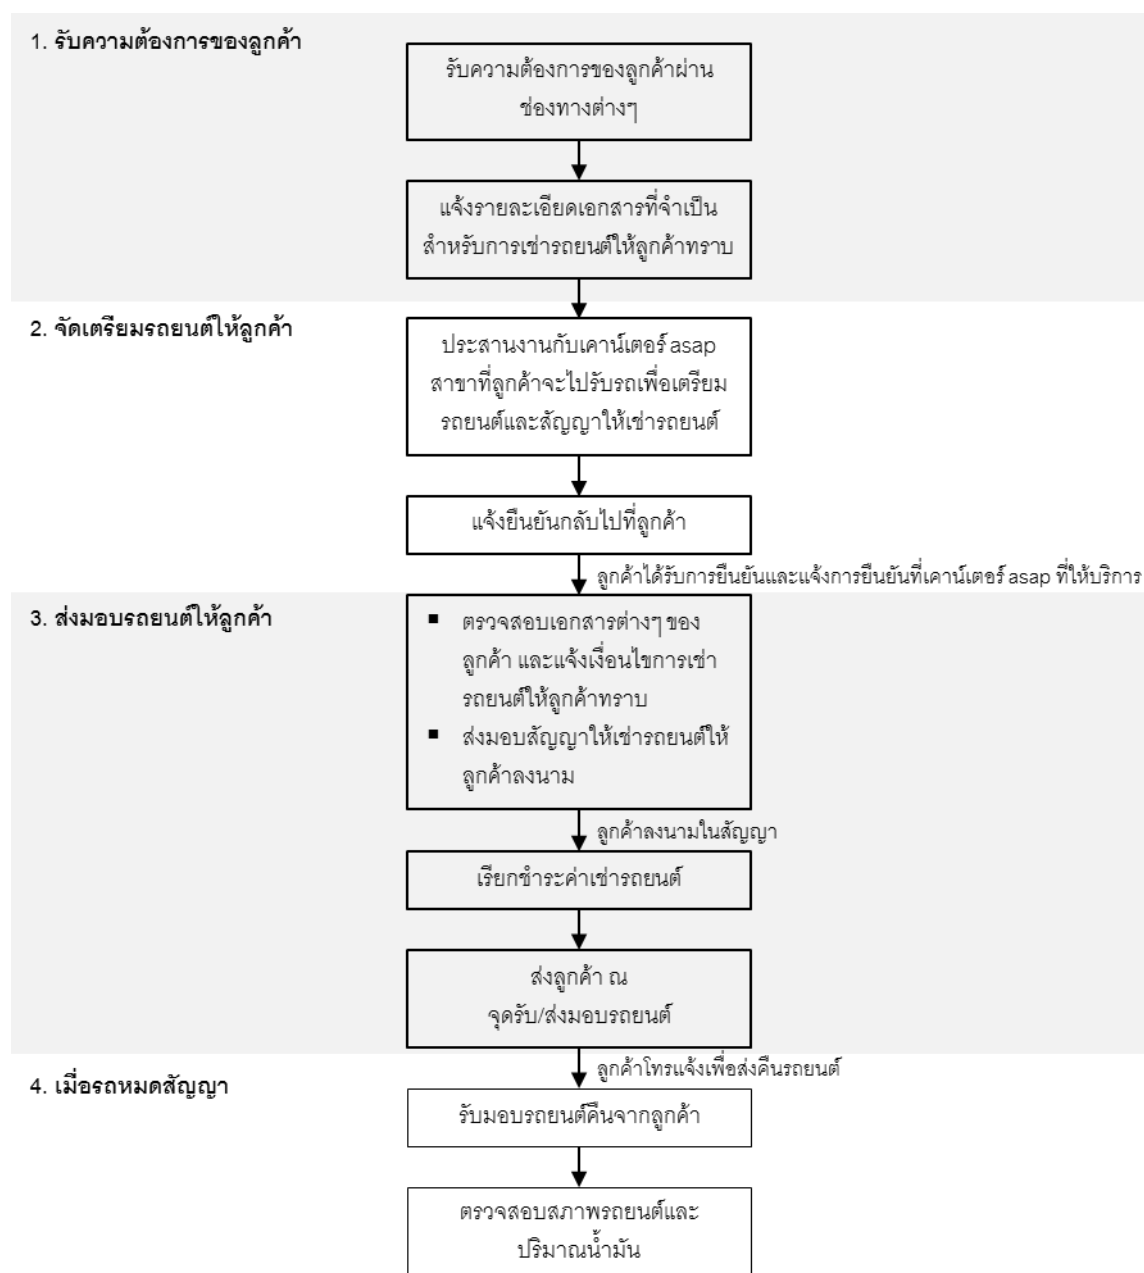 1. รับความต้องการของลูกค้า
รับความต้องการของลูกค้าผ่าน
ช่องทางต่างๆ
แจ้งรายละเอียดเอกสารที่จำเป็น
สำหรับการเช่ารถยนต์ให้ลูกค้าทราบ
2. จัดเตรียมรถยนต์ให้ลูกค้า
ประสานงานกับเคาน์เตอร์ asap
สาขาที่ลูกค้าจะไปรับรถเพื่อเตรียม
รถยนต์และสัญญาให้เช่ารถยนต์
แจ้งยืนยันกลับไปที่ลูกค้า
ลูกค้าได้รับการยืนยันและแจ้งการยืนยันที่เคาน์เตอร์ asap ที่ให้บริการ
3. ส่งมอบรถยนต์ให้ลูกค้า
▪ ตรวจสอบเอกสารต่างๆ ของ
ลูกค้า และแจ้งเงื่อนไขการเช่า
รถยนต์ให้ลูกค้าทราบ
▪ ส่งมอบสัญญาให้เช่ารถยนต์ให้
ลูกค้าลงนาม
ลูกค้าลงนามในสัญญา
เรียกชำระค่าเช่ารถยนต์
ส่งลูกค้า ณ
จุดรับ/ส่งมอบรถยนต์
ลูกค้าโทรแจ้งเพื่อส่งคืนรถยนต์
4. เมื่อรถหมดสัญญา
รับมอบรถยนต์คืนจากลูกค้า
ตรวจสอบสภาพรถยนต์และ
ปริมาณน้ำมัน